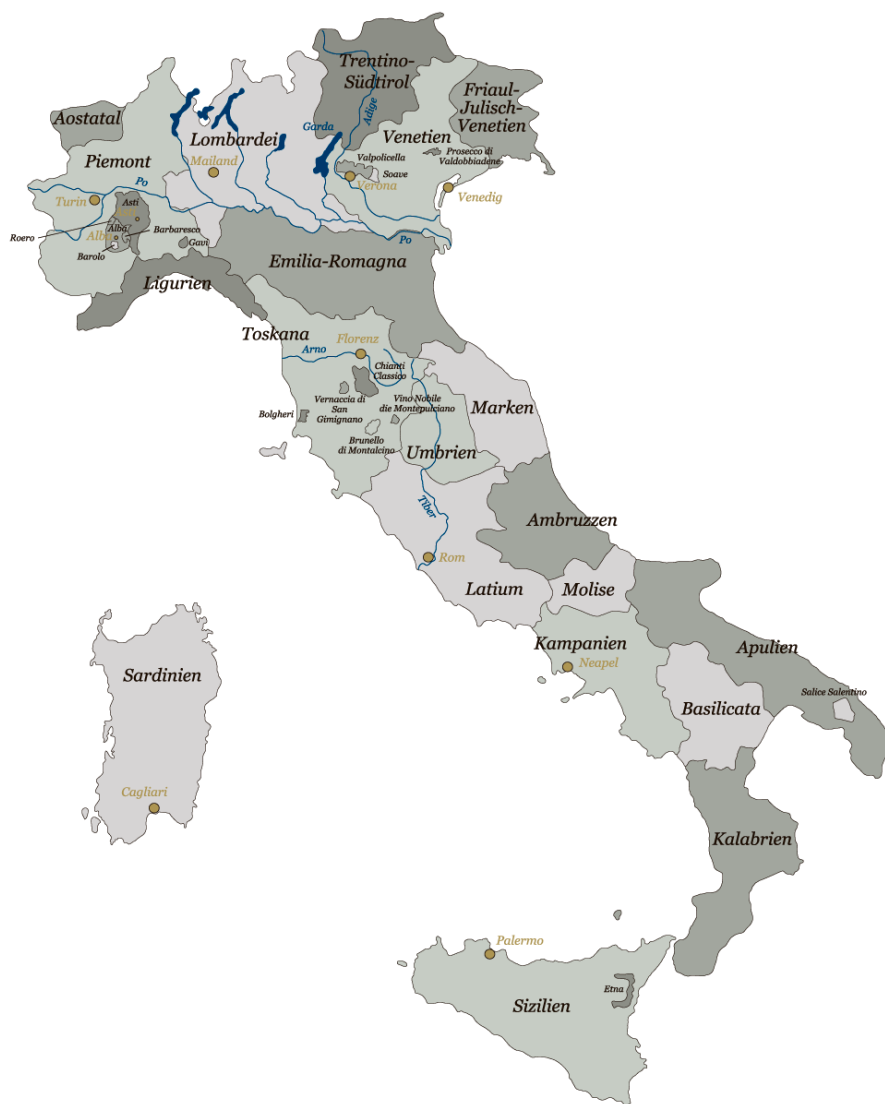 Trentino-
Südtirol
Friaul-
Julisch-
Venetien
Adige
Aostatal
Garda
Lombardei
Venetien
Piemont
Mailand
Valpolicella
Prosecco di
Valdobbiadene
Soave
Verona
Venedig
Po
Turin
Asti
Asti
Roero
Alba
Alba
Barbaresco
Gavi
Barolo
Po
Emilia-Romagna
Ligurien
Toskana
Florenz
Arno
Chianti
Classico
Vernaccia di
San
Gimignano
Vino Nobile
die Montepulciano
Bolgheri
Brunello
di Montalcino
Marken
Umbrien
Tiber
Ambruzzen
Rom
Latium
Molise
Kampanien
Neapel
Apulien
Sardinien
Salice Salentino
Basilicata
Cagliari
Kalabrien
Palermo
Etna
Sizilien